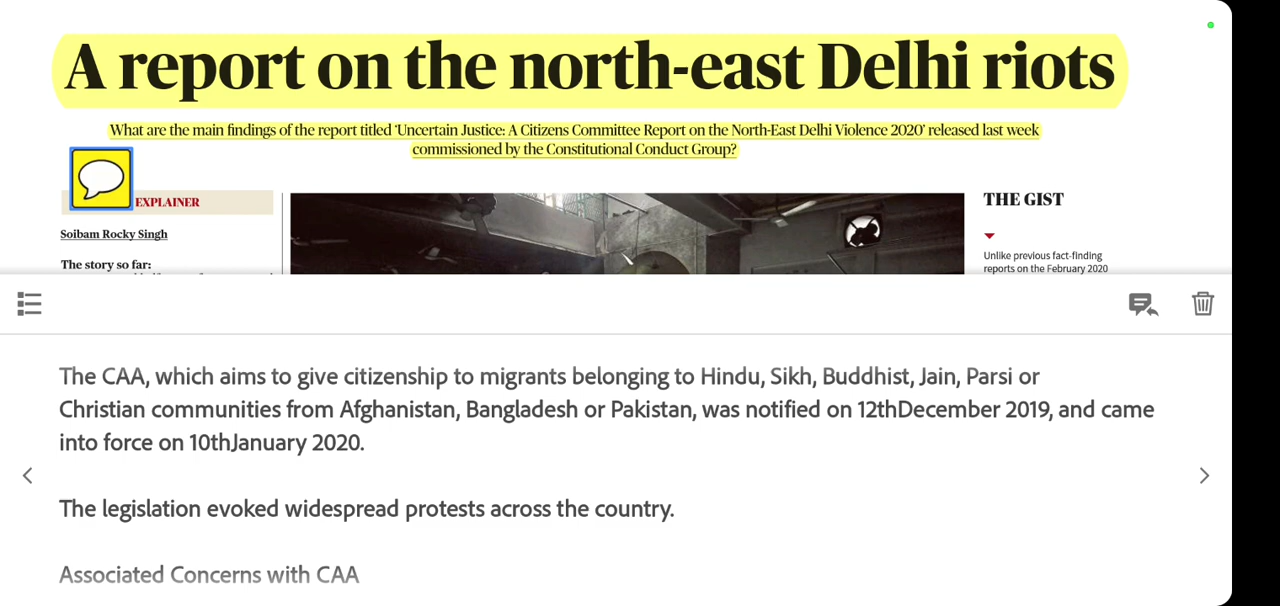 A report on the north-east Delhi riots
What are the main findings of the report titled ‘Uncertain Justice: A Citizens Committee Report on the North-East Delhi Violence 2020’ released last week
commissioned by the Constitutional Conduct Group?
EXPLAINER
Soibam Rocky Singh
The story so far:
THE GIST
Unlike previous fact-finding
reports on the February 2020
The CAA, which aims to give citizenship to migrants belonging to Hindu, Sikh, Buddhist, Jain, Parsi or
Christian communities from Afghanistan, Bangladesh or Pakistan, was notified on 12thDecember 2019, and came
into force on 10thJanuary 2020.
The legislation evoked widespread protests across the country.
Associated Concerns with CAA